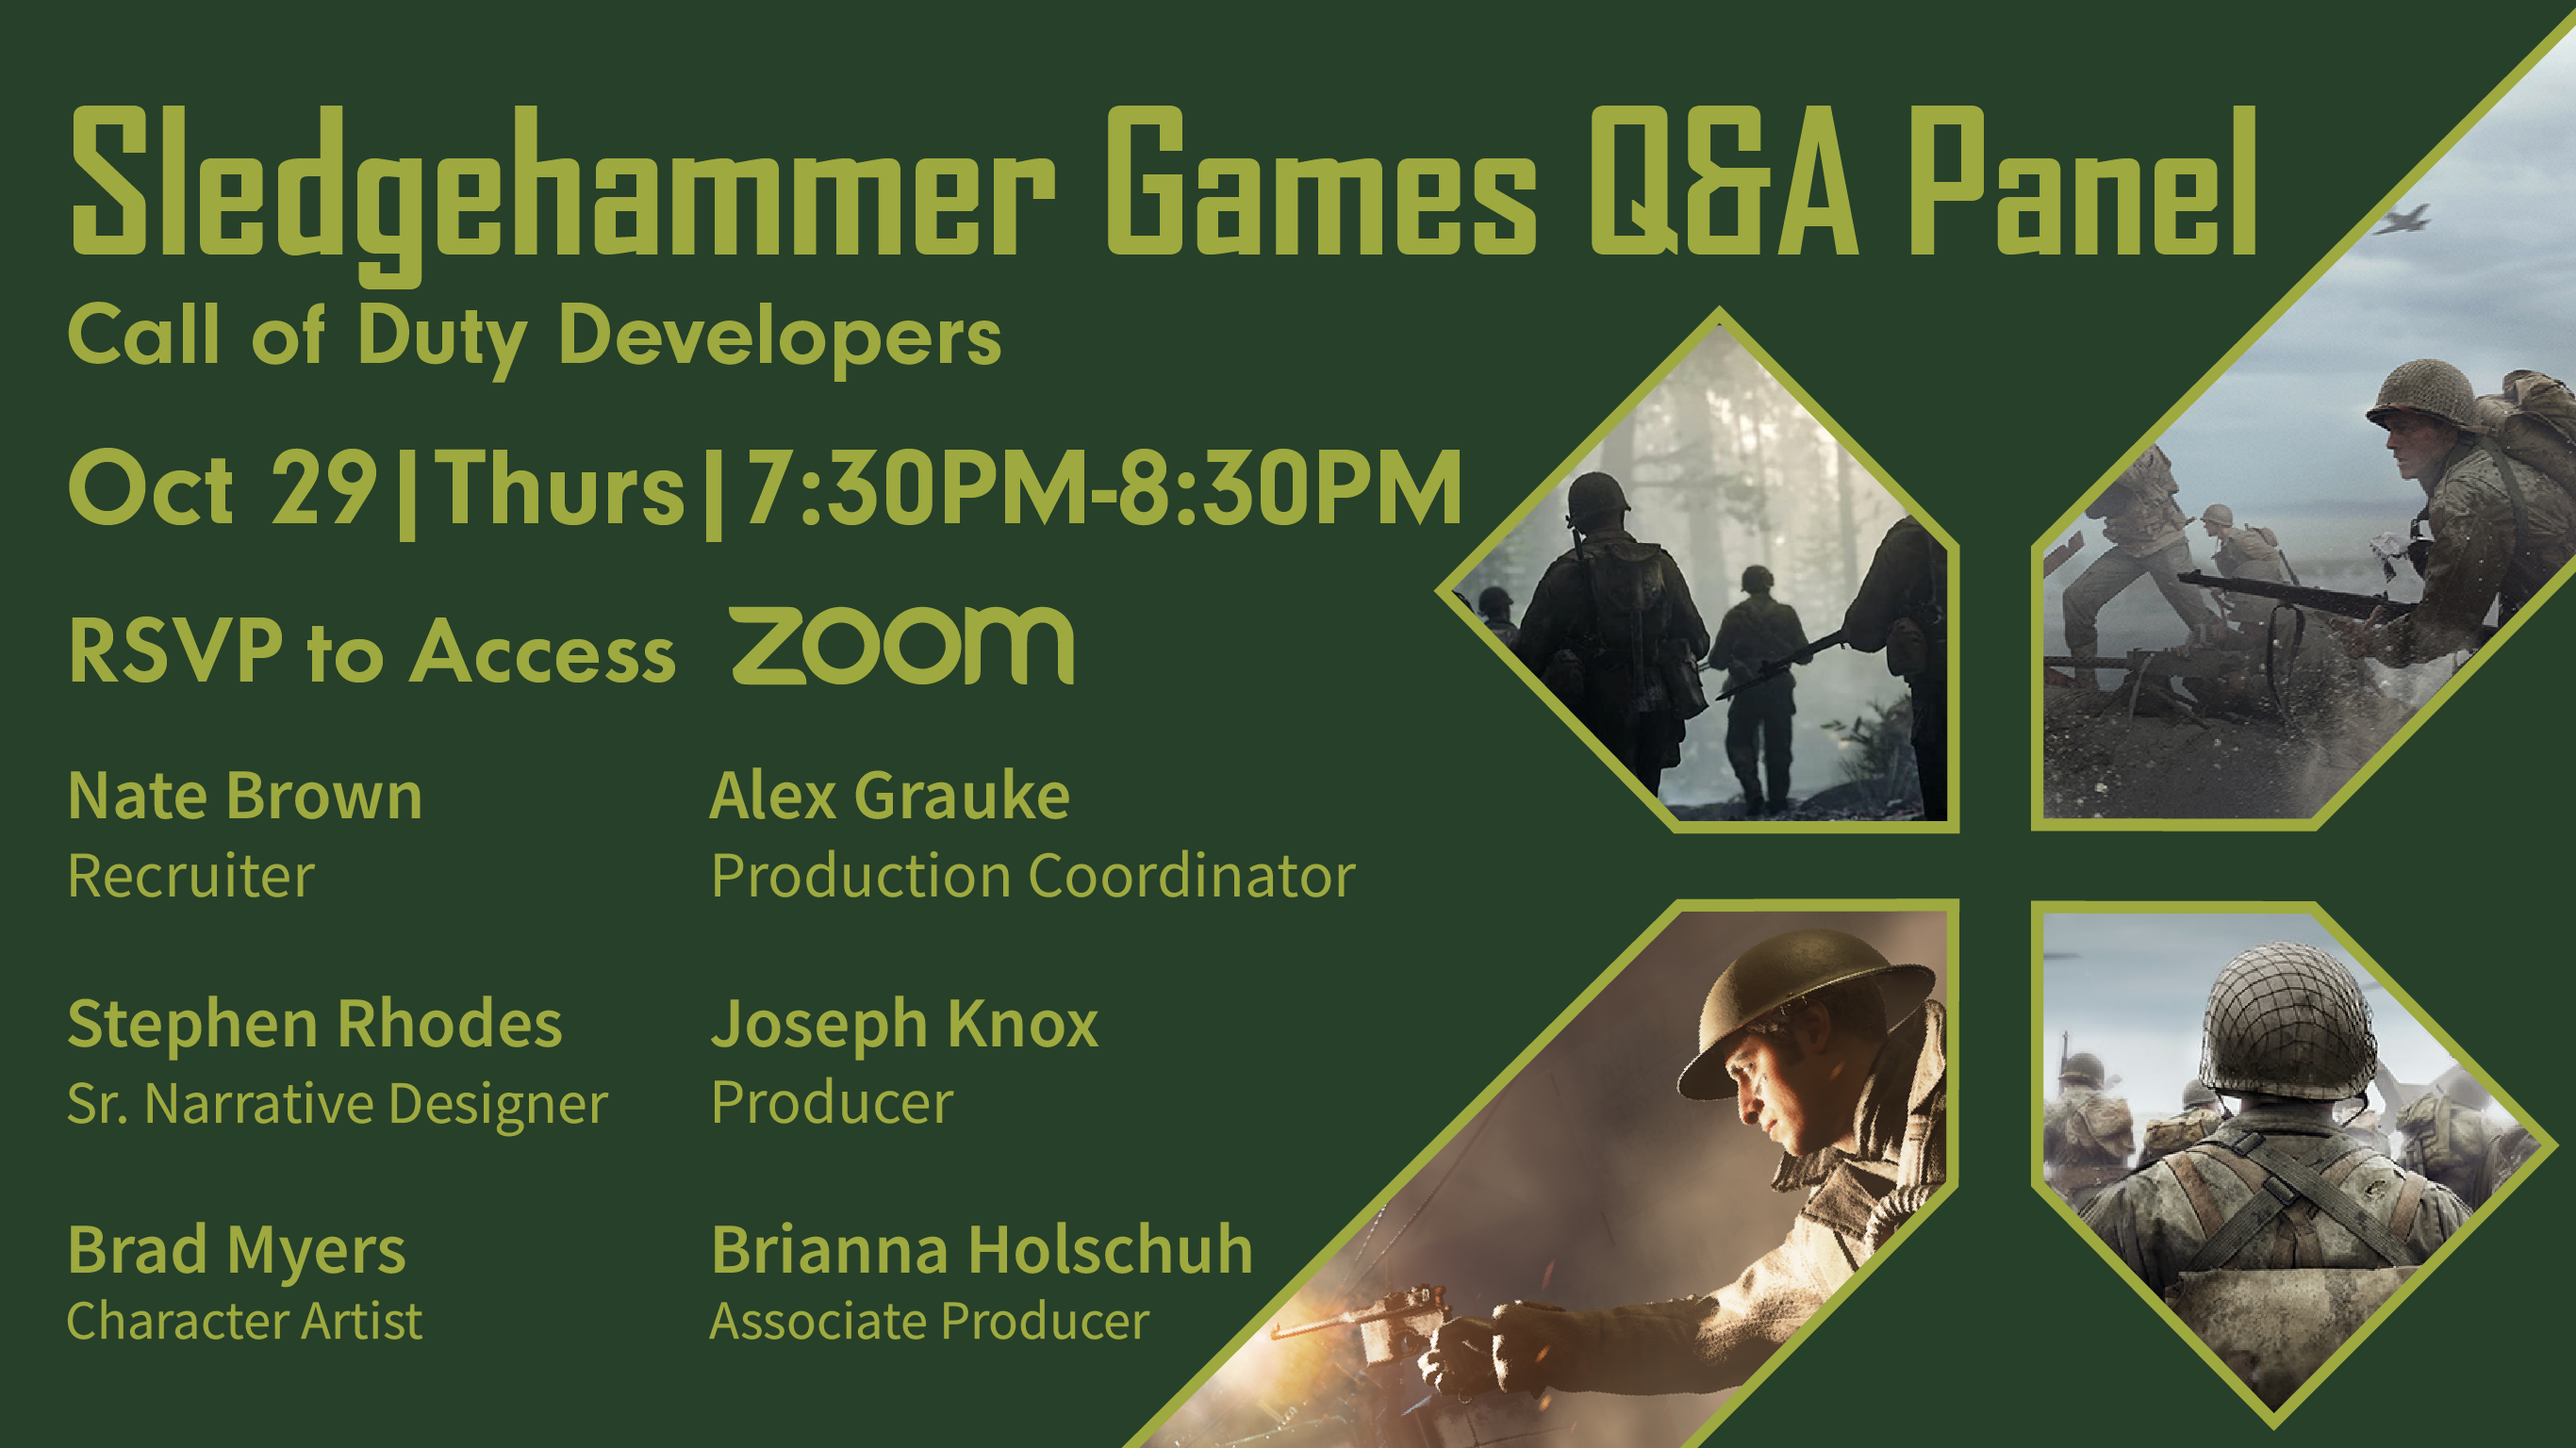 Sledgehammer Games Q&A Panel
Call of Duty Developers
Oct 29|Thurs|7:30PM-8:30PM
RSVP to Access zoom
Nate Brown
Recruiter
Alex Grauke
Production Coordinator
Stephen Rhodes
Sr. Narrative Designer
Joseph Knox
Producer
Brad Myers
Character Artist
Brianna Holschuh
Associate Producer